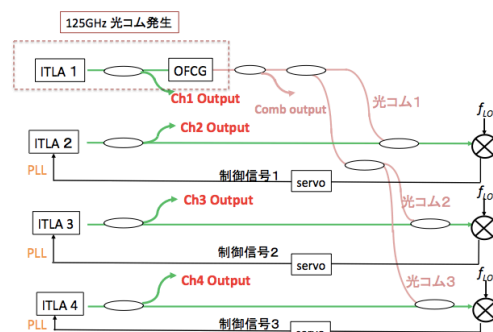 125GHz 光コム発生
ITLA 1
OFCG
Ch1 Output
Comb output
光コム1
Ch2 Output
fLO
ITLA 2
PLL
制御信号1
servo
fLO
Ch3 Output
光コム2
ITLA 3
PLL
制御信号2
servo
fLO
Ch4 Output
光コム3
ITLA 4
PLL
制御信号3
servo